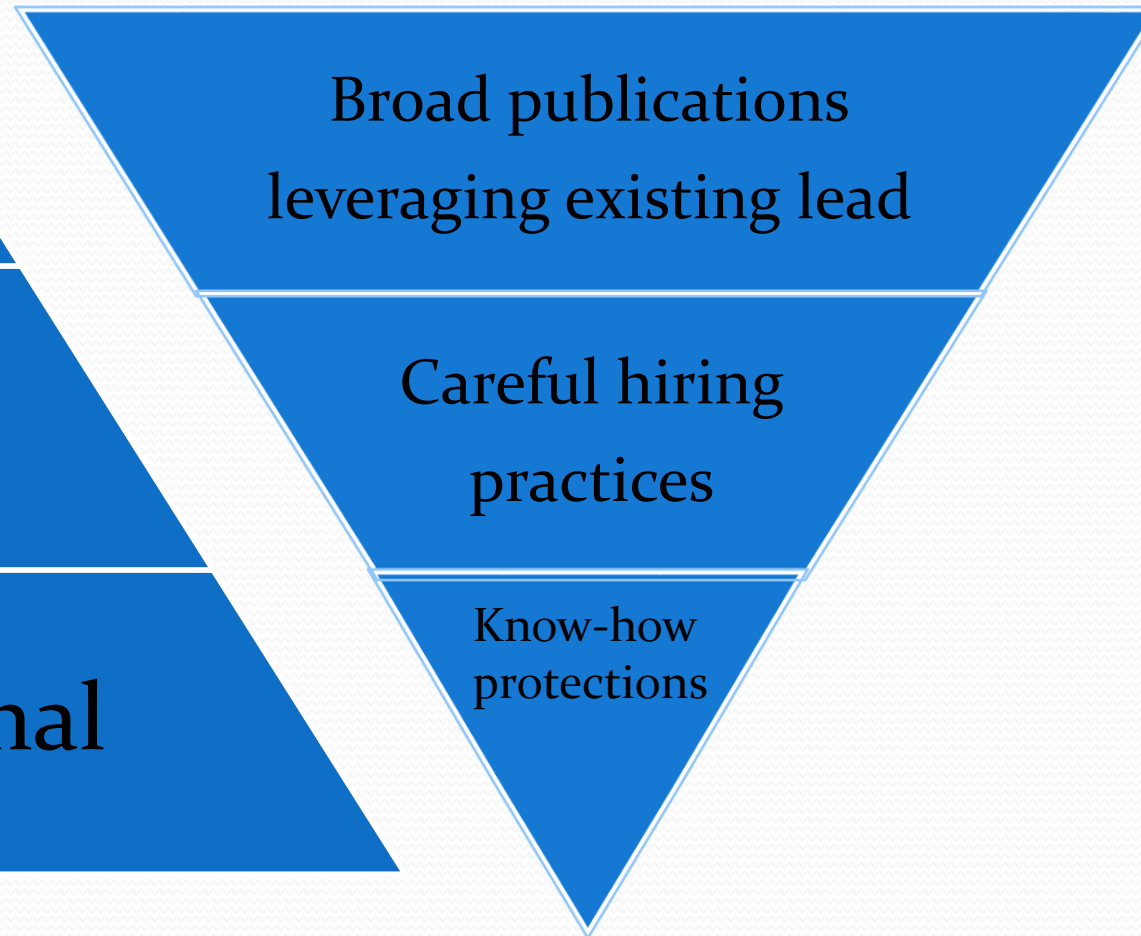 Broad publications
leveraging existing lead
Careful hiring
practices
Know-how
protections
nal